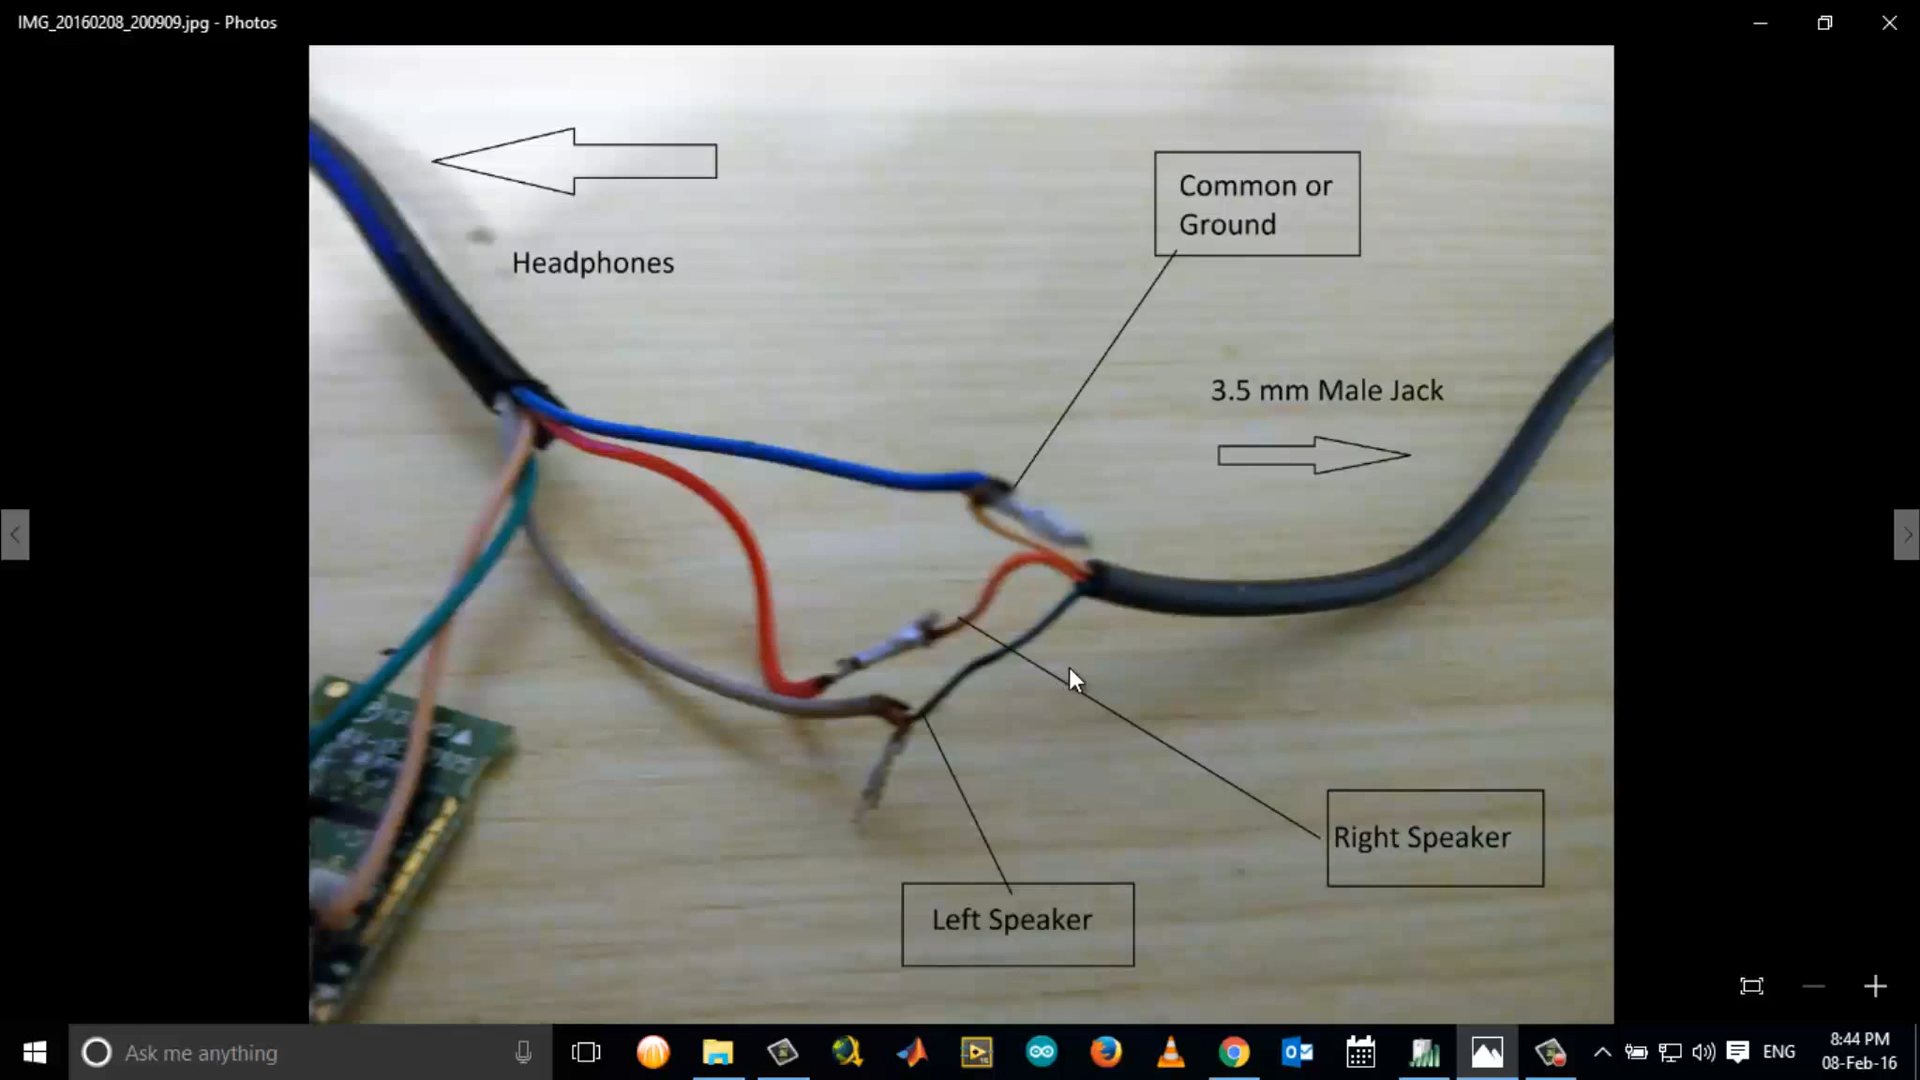 IMG_20160208_200909.jpg - Photos
Common or
Ground
Headphones
3.5 mm Male Jack
Right Speaker
Left Speaker
Ask me anything
ENG
8:44 PM
08-Feb-16